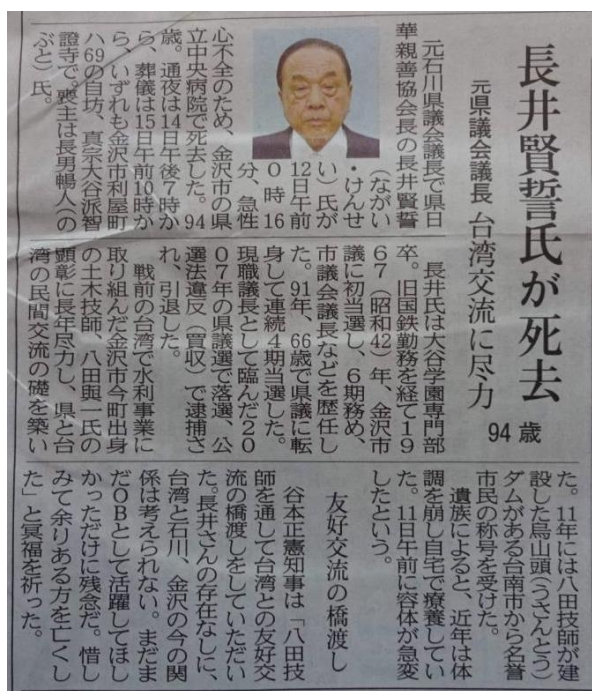 長井賢誓氏が死去
元県議会議長 台湾交流に尽力
94歳
元石川県議会議長で県日
華親善協会長の長井賢誓
（ながい
・けんせ
い）氏が
12日午前
０時16
分、急性
心不全のため、金沢市の県
立中央病院で死去した。94
歳。通夜は14日午後７時か
ら、葬儀は15日午前10時か
ら、いずれも金沢市利屋町
ハ69の自坊、真宗大谷派智
證寺で。喪主は長男暢人（の
ぶと）氏。
長井氏は大谷学園専門部
卒。旧国鉄勤務を経て１９
６７（昭和42）年、金沢市
議に初当選し、６期務め、
市議会議長などを歴任し
た。91年、66歳で県議に転
身して連続４期当選した。
現職議長として臨んだ２０
０７年の県議選で落選、公
選法違反（買収）で逮捕さ
れ、引退した。
戦前の台湾で水利事業に
取り組んだ金沢市今町出身
の土木技師　八田與一氏の
顕彰に長年尽力し、県と台
湾の民間交流の礎を築い
た。11年には八田技師が建
設した烏山頭（うさんとう）
ダムがある台南市から名誉
市民の称号を受けた。
遺族によると、近年は体
調を崩し自宅で療養してい
た。11日午前に容体が急変
したという。
友好交流の橋渡し
谷本正憲知事は「八田技
師を通して台湾との友好交
流の橋渡しをしていただい
た。長井さんの存在なしに、
台湾と石川、金沢の今の関
係は考えられない。まだま
だＯＢとして活躍してほし
かっただけに残念だ。惜し
みて余りある方を亡くし
た」と冥福を祈った。